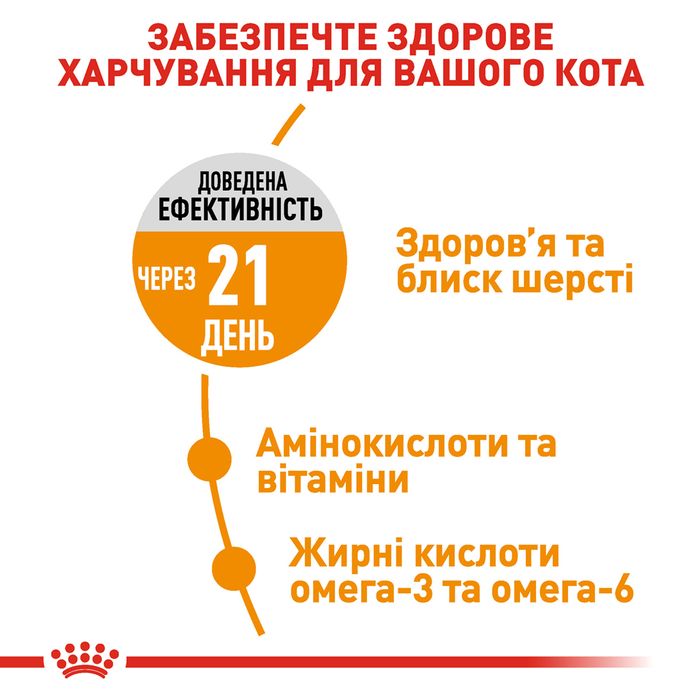 ЗАБЕЗПЕЧТЕ ЗДОРОВЕ
ХАРЧУВАННЯ ДЛЯ ВАШОГО КОТА
ДОВЕДЕНА
ЕФЕКТИВНІСТЬ
ЧЕРЕЗ 21
ДЕНЬ
Здоров’я та
блиск шерсті
Амінокислоти та
вітаміни
Жирні кислоти
омега-3 та омега-6